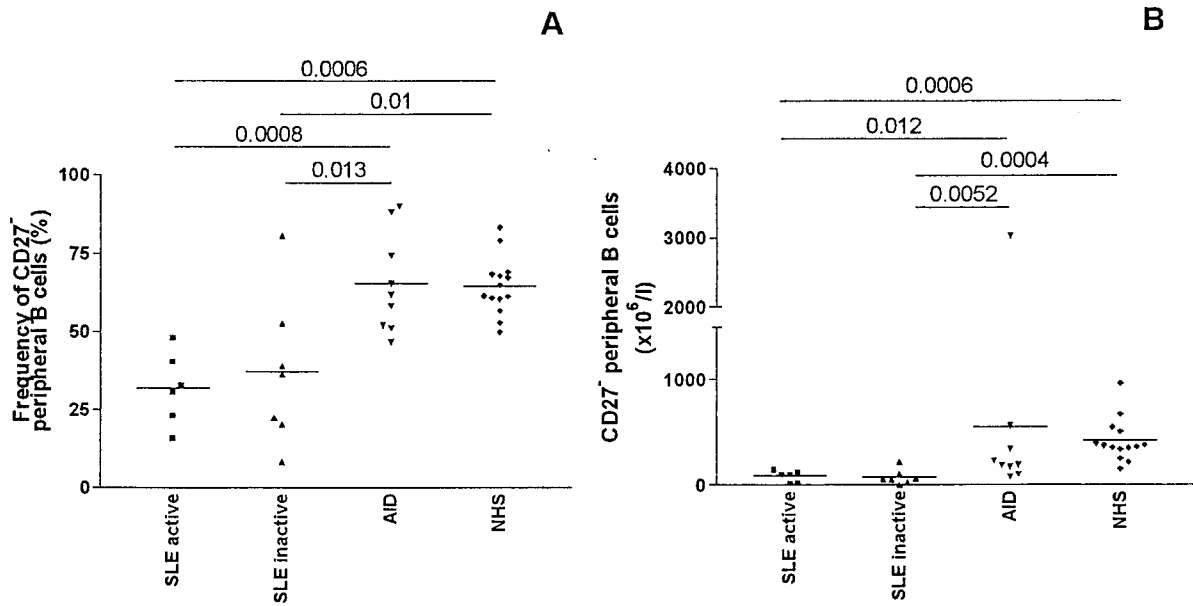 A
0.0006
0.01
0.0008
0.013
Frequency of CD27⁻
peripheral B cells (%)
100
75
50
25
0
SLE active
SLE inactive
AID
NHS
B
0.0006
0.012
0.0004
0.0052
CD27⁻ peripheral B cells
(x10⁶/l)
4000
3000
2000
1000
0
SLE active
SLE inactive
AID
NHS